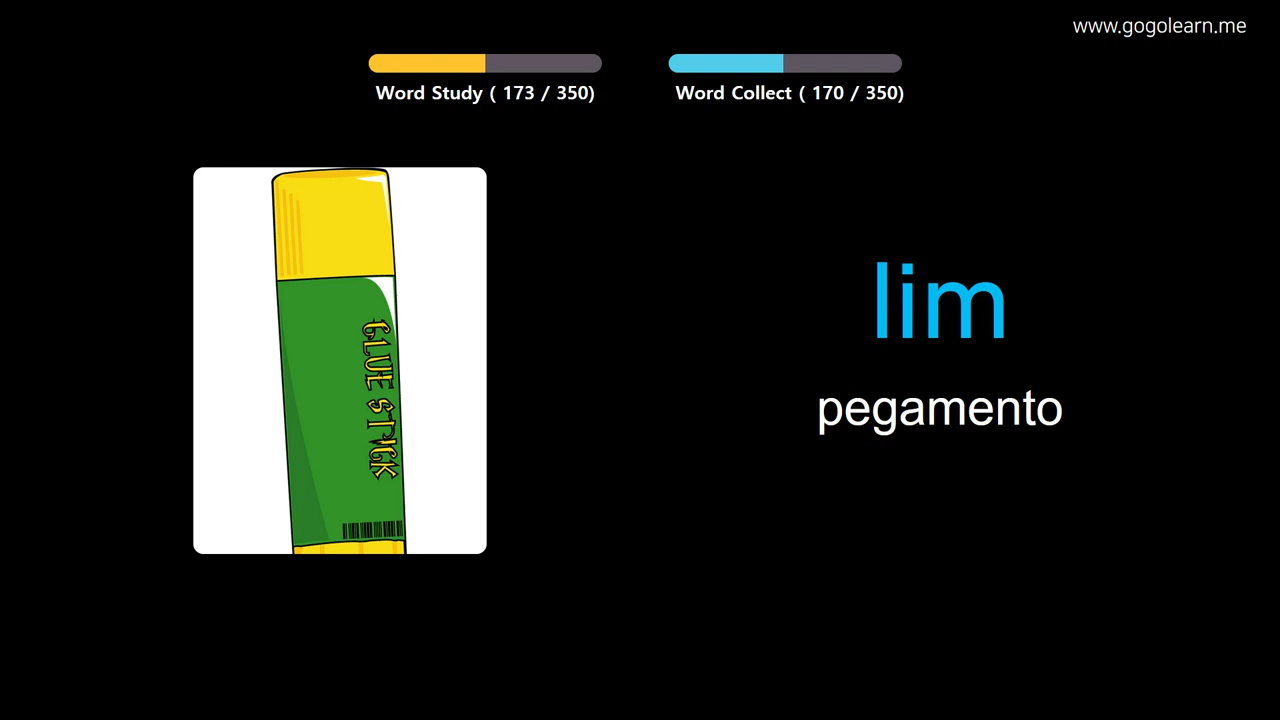 www.gogolearn.me
Word Study ( 173 / 350)
Word Collect ( 170 / 350)
GLUE STICK
lim
pegamento